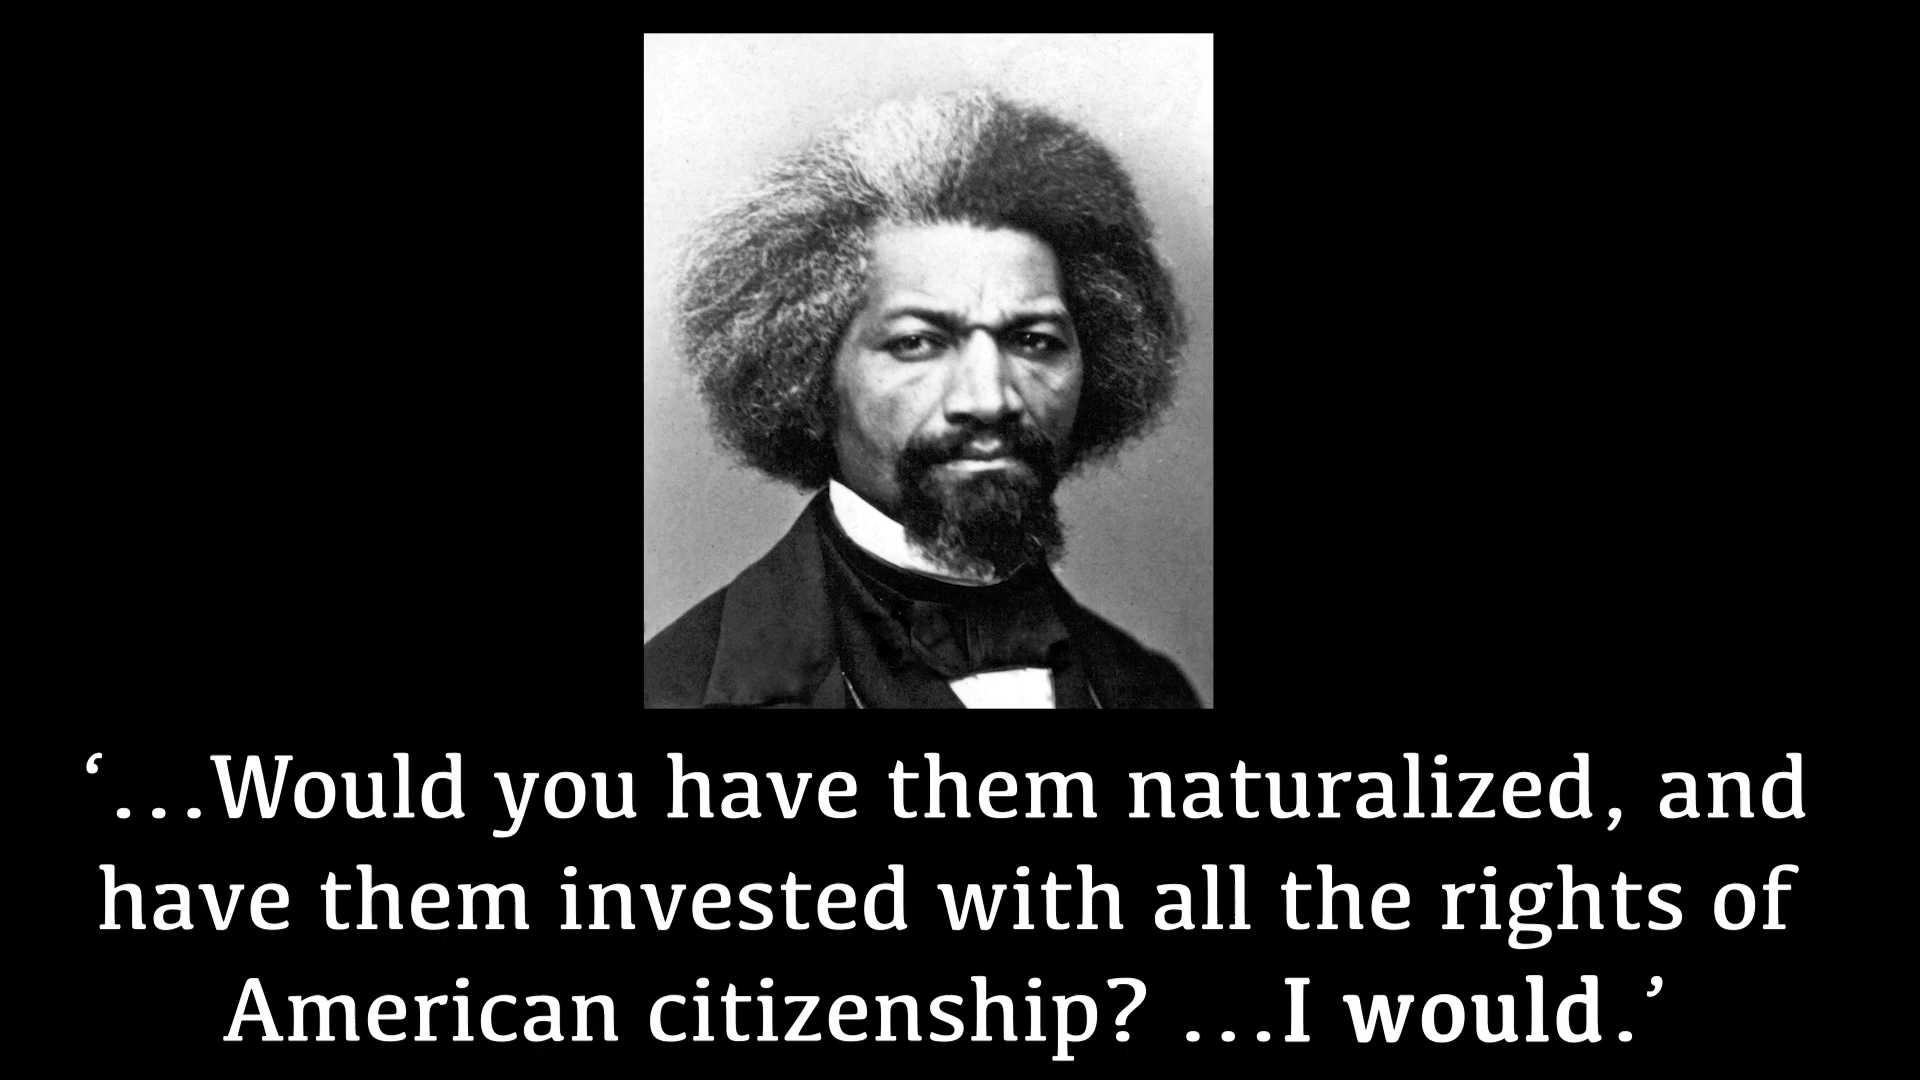 ‘...Would you have them naturalized, and
have them invested with all the rights of
American citizenship? ...I would.’